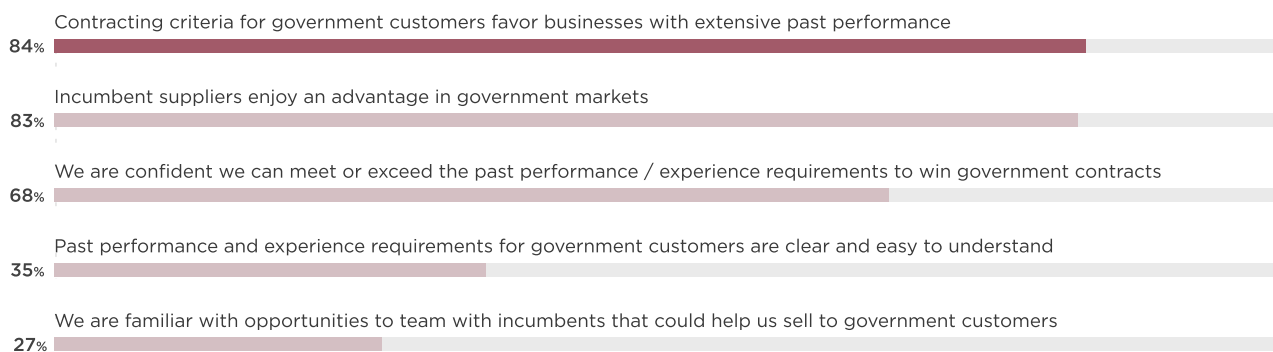 Contracting criteria for government customers favor businesses with extensive past performance
84%
Incumbent suppliers enjoy an advantage in government markets
83%
We are confident we can meet or exceed the past performance / experience requirements to win government contracts
68%
Past performance and experience requirements for government customers are clear and easy to understand
35%
We are familiar with opportunities to team with incumbents that could help us sell to government customers
27%